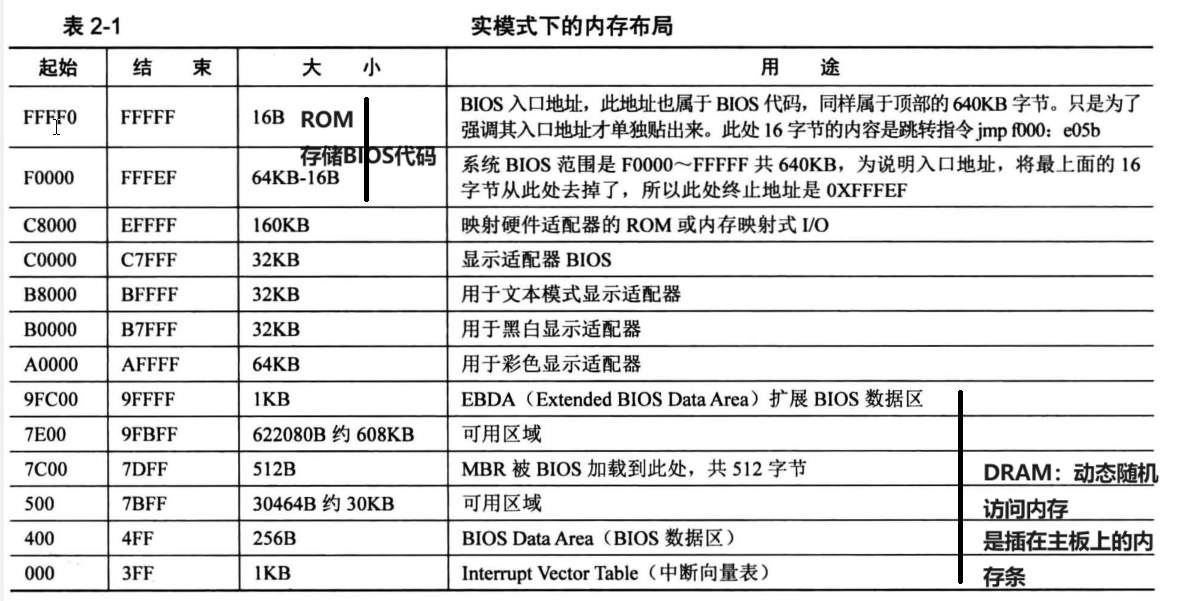 表 2-1 实模式下的内存布局
起始 结 束 大 小 用 途
FFFF0 FFFFF 16B BIOS 入口地址，此地址也属于 BIOS 代码，同样属于顶部的 640KB 字节。只是为了
强调其入口地址才单独贴出来。此处 16 字节的内容是跳转指令 jmp f000：e05b
ROM
存储BIOS代码
F0000 FFFEF 64KB-16B 系统 BIOS 范围是 F0000～FFFFF 共 640KB，为说明入口地址，将最上面的 16
字节从此处去掉了，所以此处终止地址是 0XFFFEF
C8000 EFFFF 160KB 映射硬件适配器的 ROM 或内存映射式 I/O
C0000 C7FFF 32KB 显示适配器 BIOS
B8000 BFFFF 32KB 用于文本模式显示适配器
B0000 B7FFF 32KB 用于黑白显示适配器
A0000 AFFFF 64KB 用于彩色显示适配器
9FC00 9FFFF 1KB EBDA（Extended BIOS Data Area）扩展 BIOS 数据区
7E00 9FBFF 622080B 约 608KB 可用区域
7C00 7DFF 512B MBR 被 BIOS 加载到此处，共 512 字节
500 7BFF 30464B 约 30KB 可用区域
400 4FF 256B BIOS Data Area（BIOS 数据区）
000 3FF 1KB Interrupt Vector Table（中断向量表）
DRAM：动态随机
访问内存
是插在主板上的内
存条